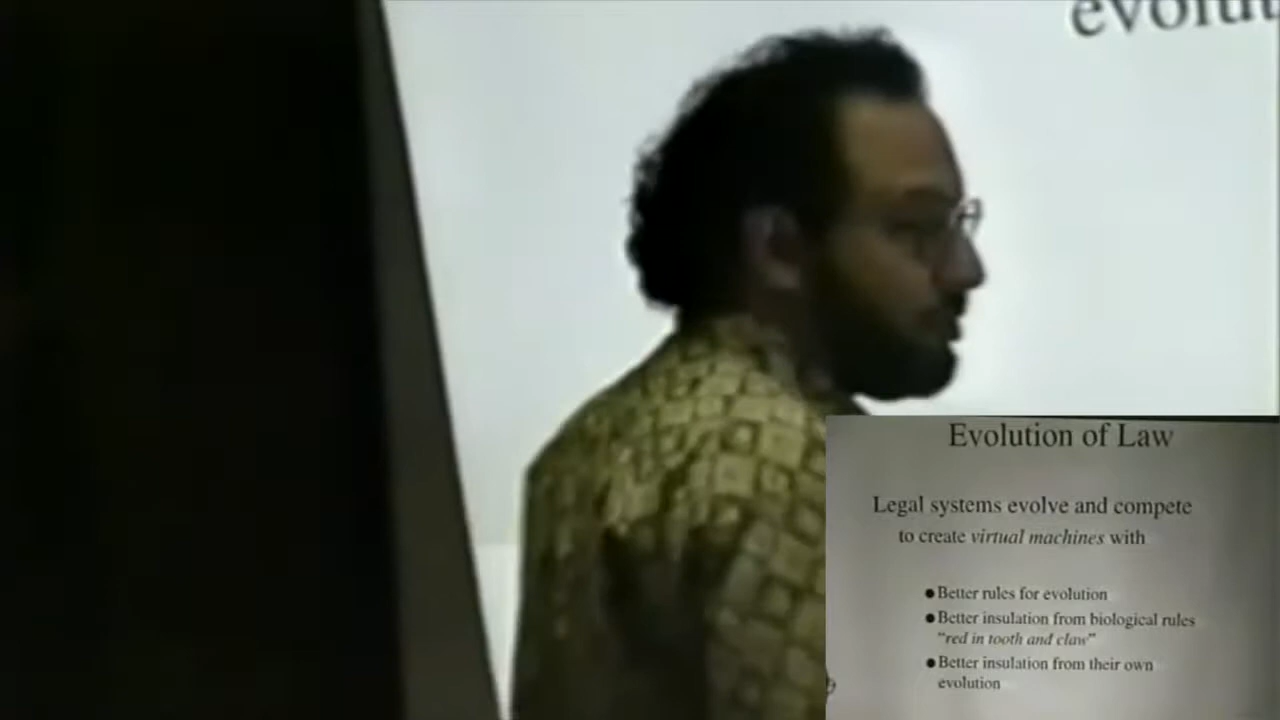 evolut
Evolution of Law
Legal systems evolve and compete
to create virtual machines with
● Better rules for evolution
● Better insulation from biological rules
"red in tooth and claw"
● Better insulation from their own
evolution